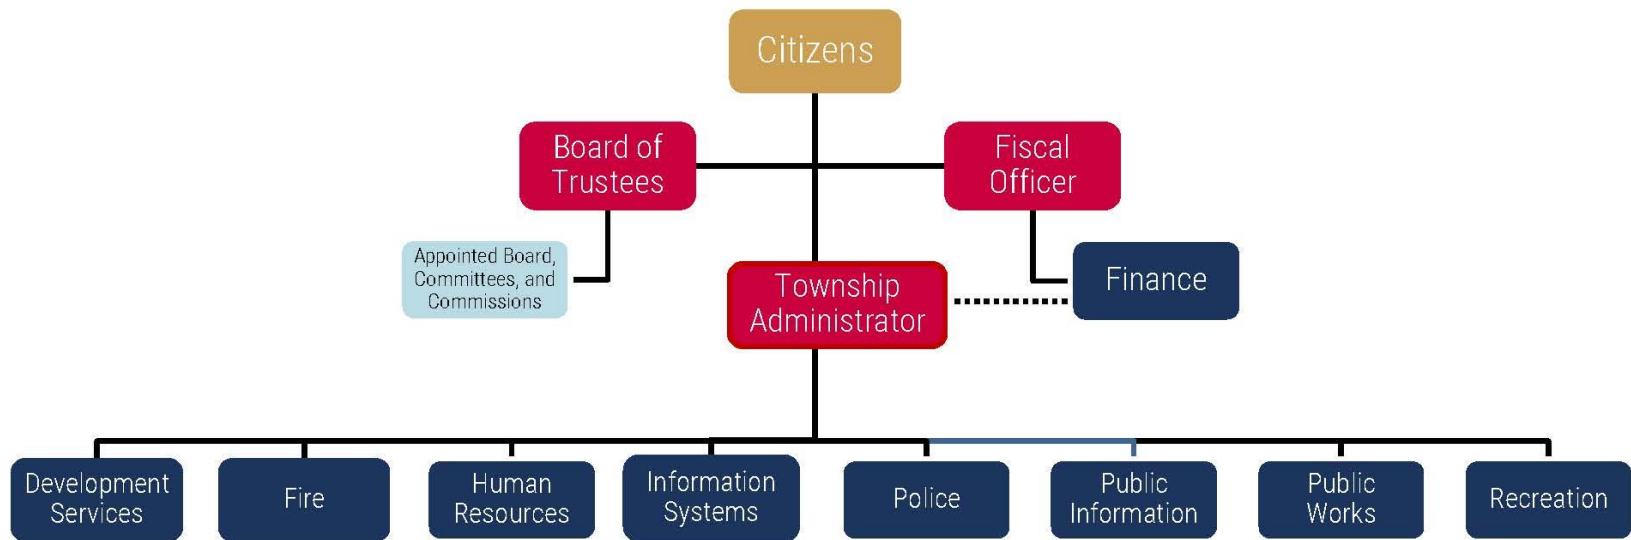 Citizens
Board of
Trustees
Fiscal
Officer
Appointed Board,
Committees, and
Commissions
Township
Administrator
Finance
Development
Services
Fire
Human
Resources
Information
Systems
Police
Public
Information
Public
Works
Recreation